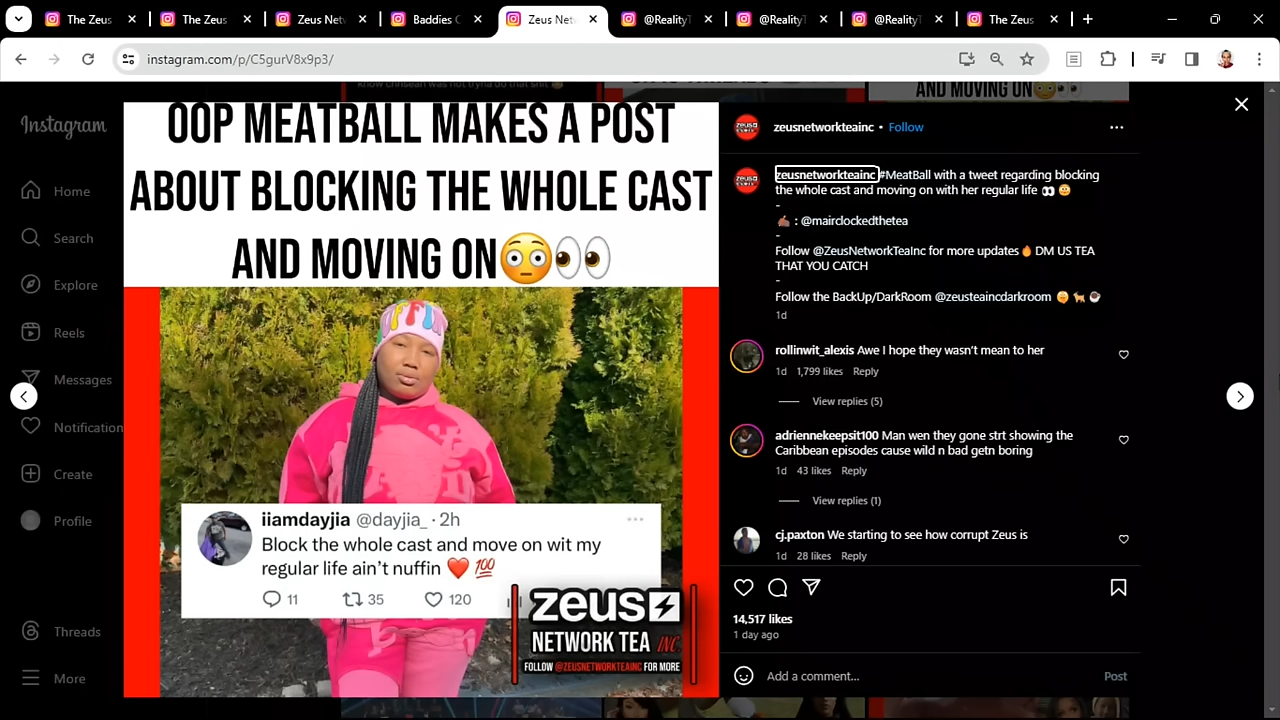 The Zeus
The Zeus
Zeus Net
Baddies C
Zeus Net
@RealityT
@RealityT
@RealityT
The Zeus
instagram.com/p/C5gurV8x9p3/
AND MOVING ON😳👀
Instagram
Home
Search
Explore
Reels
Messages
Notification
Create
Profile
Threads
More
OOP MEATBALL MAKES A POST
ABOUT BLOCKING THE WHOLE CAST
AND MOVING ON😳👀
iiamdayjia @dayjia_ · 2h
Block the whole cast and move on wit my
regular life ain't nuffin ❤️ 💯
11 35 120
zeus
NETWORK TEA INC
FOLLOW @ZEUSNETWORKTEAINC FOR MORE
zeusnetworkteainc • Follow
zeusnetworkteainc #MeatBall with a tweet regarding blocking
the whole cast and moving on with her regular life 👀 😳
-
✍🏾 : @mairclockedthetea
-
Follow @ZeusNetworkTeaInc for more updates🔥 DM US TEA
THAT YOU CATCH
-
Follow the BackUp/DarkRoom @zeusteaincdarkroom
1d
rollinwit_alexis Awe I hope they wasn't mean to her
1d 1,799 likes Reply
View replies (5)
adriennekeepsit100 Man wen they gone strt showing the
Caribbean episodes cause wild n bad getn boring
1d 43 likes Reply
View replies (1)
cj.paxton We starting to see how corrupt Zeus is
1d 28 likes Reply
14,517 likes
1 day ago
Add a comment...
Post